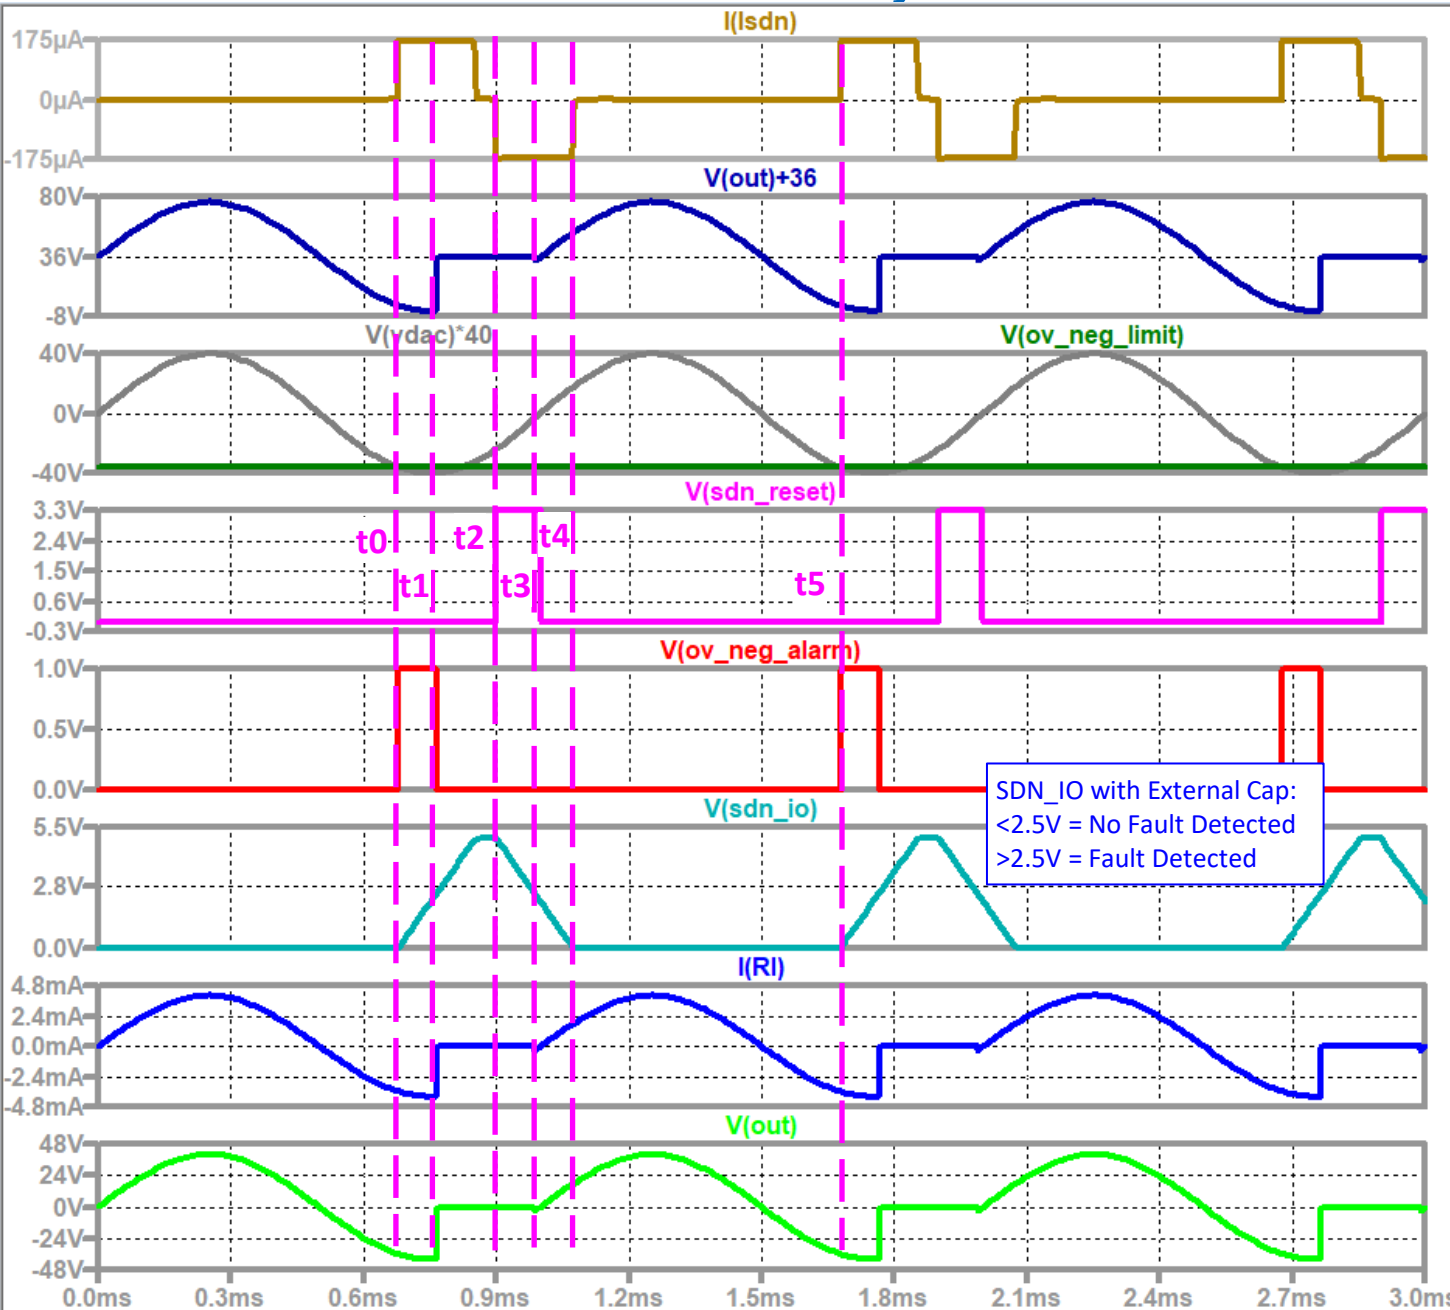 I(Isdn)
175µA
0µA
-175µA
V(out)+36
80V
36V
-8V
V(vdac)*40
V(ov_neg_limit)
40V
0V
-40V
V(sdn_reset)
3.3V
2.4V
1.5V
0.6V
-0.3V
t0
t1
t2
t3
t4
t5
V(ov_neg_alarm)
1.0V
0.5V
0.0V
SDN_IO with External Cap:
<2.5V = No Fault Detected
>2.5V = Fault Detected
V(sdn_io)
5.5V
2.8V
0.0V
I(RI)
4.8mA
2.4mA
0.0mA
-2.4mA
-4.8mA
V(out)
48V
24V
0V
-24V
-48V
0.0ms 0.3ms 0.6ms 0.9ms 1.2ms 1.5ms 1.8ms 2.1ms 2.4ms 2.7ms 3.0ms